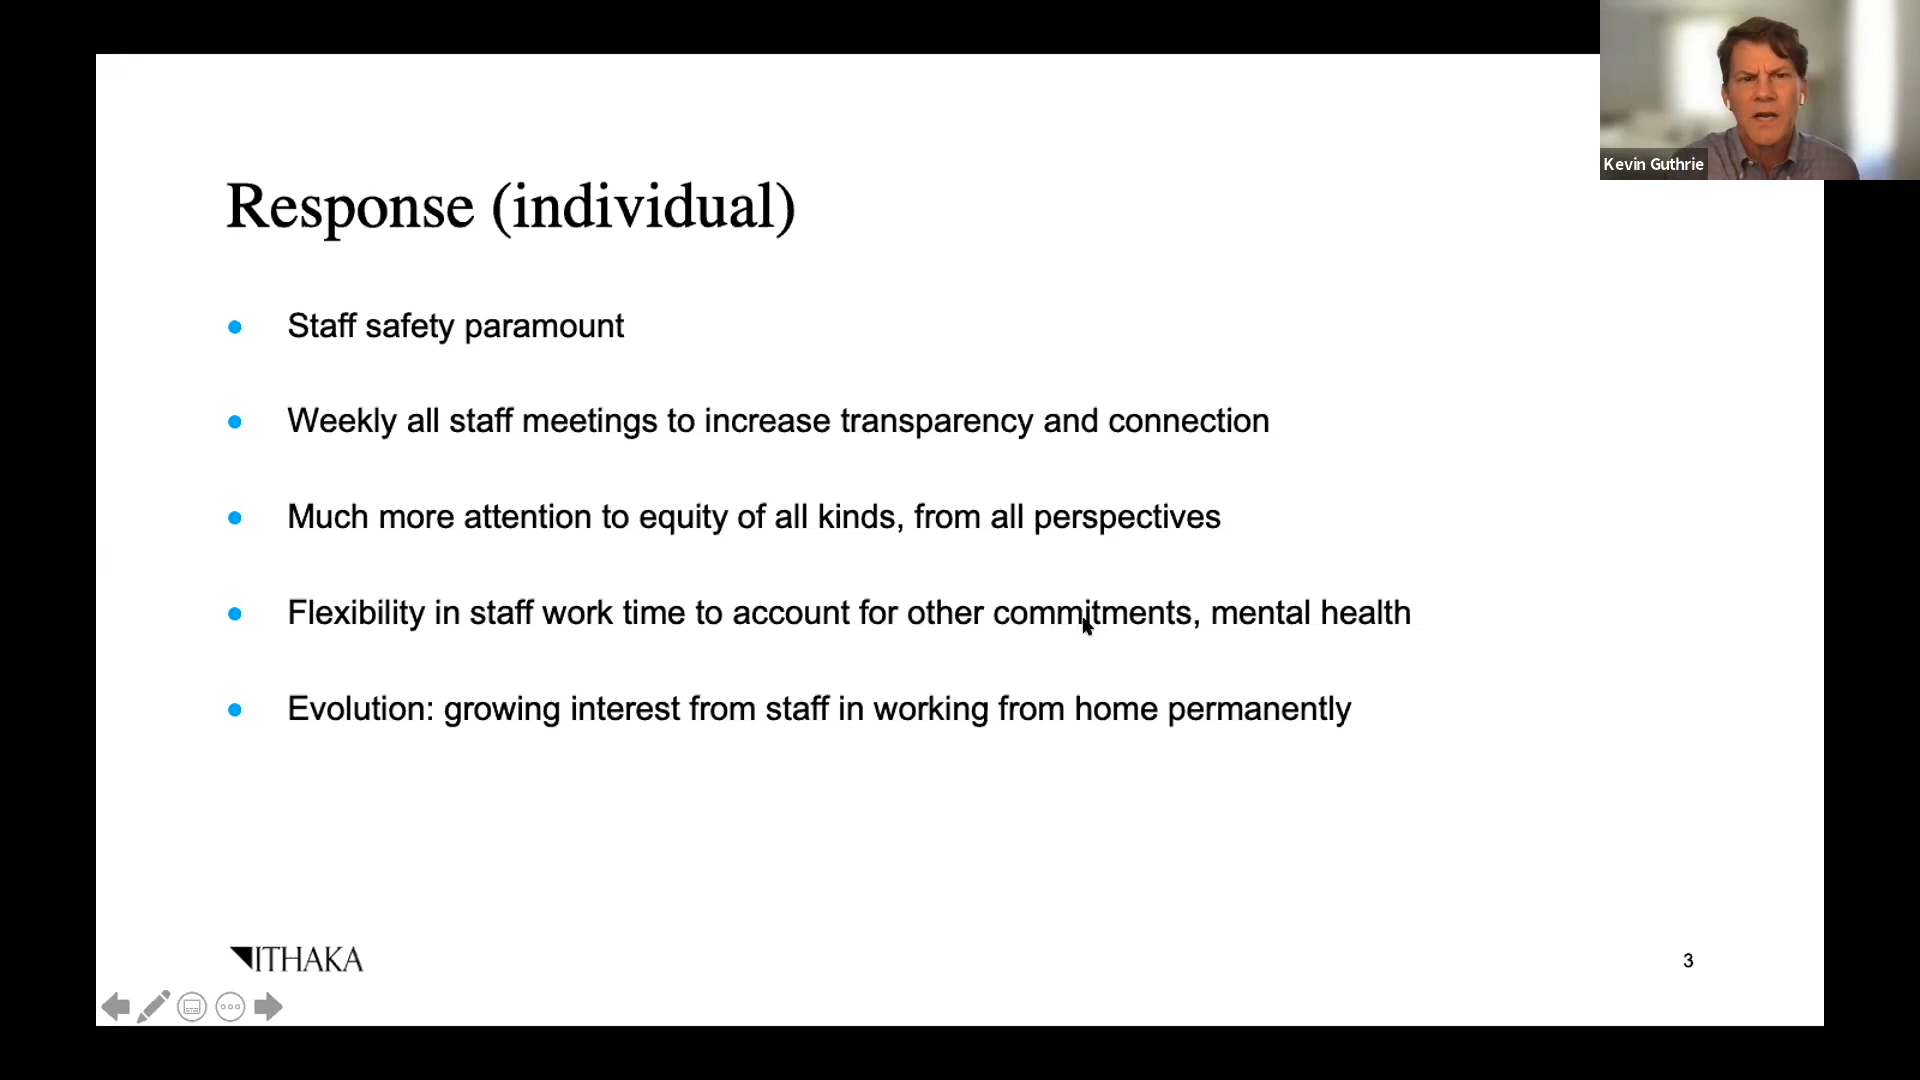 Kevin Guthrie
Response (individual)
Staff safety paramount
Weekly all staff meetings to increase transparency and connection
Much more attention to equity of all kinds, from all perspectives
Flexibility in staff work time to account for other commitments, mental health
Evolution: growing interest from staff in working from home permanently
ITHAKA
3